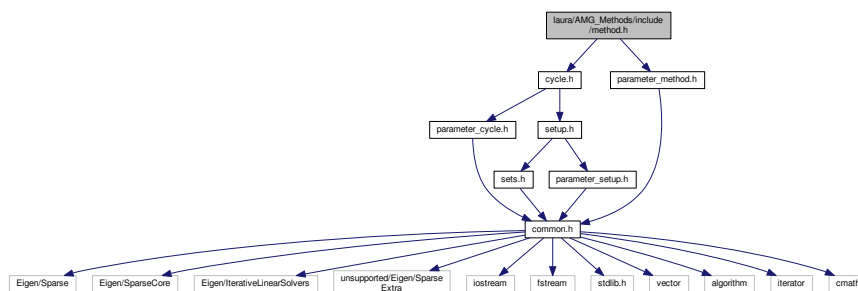 laura/AMG_Methods/include
/method.h
cycle.h
parameter_method.h
parameter_cycle.h
setup.h
sets.h
parameter_setup.h
common.h
Eigen/Sparse
Eigen/SparseCore
Eigen/IterativeLinearSolvers
unsupported/Eigen/Sparse
Extra
iostream
fstream
stdlib.h
vector
algorithm
iterator
cmath